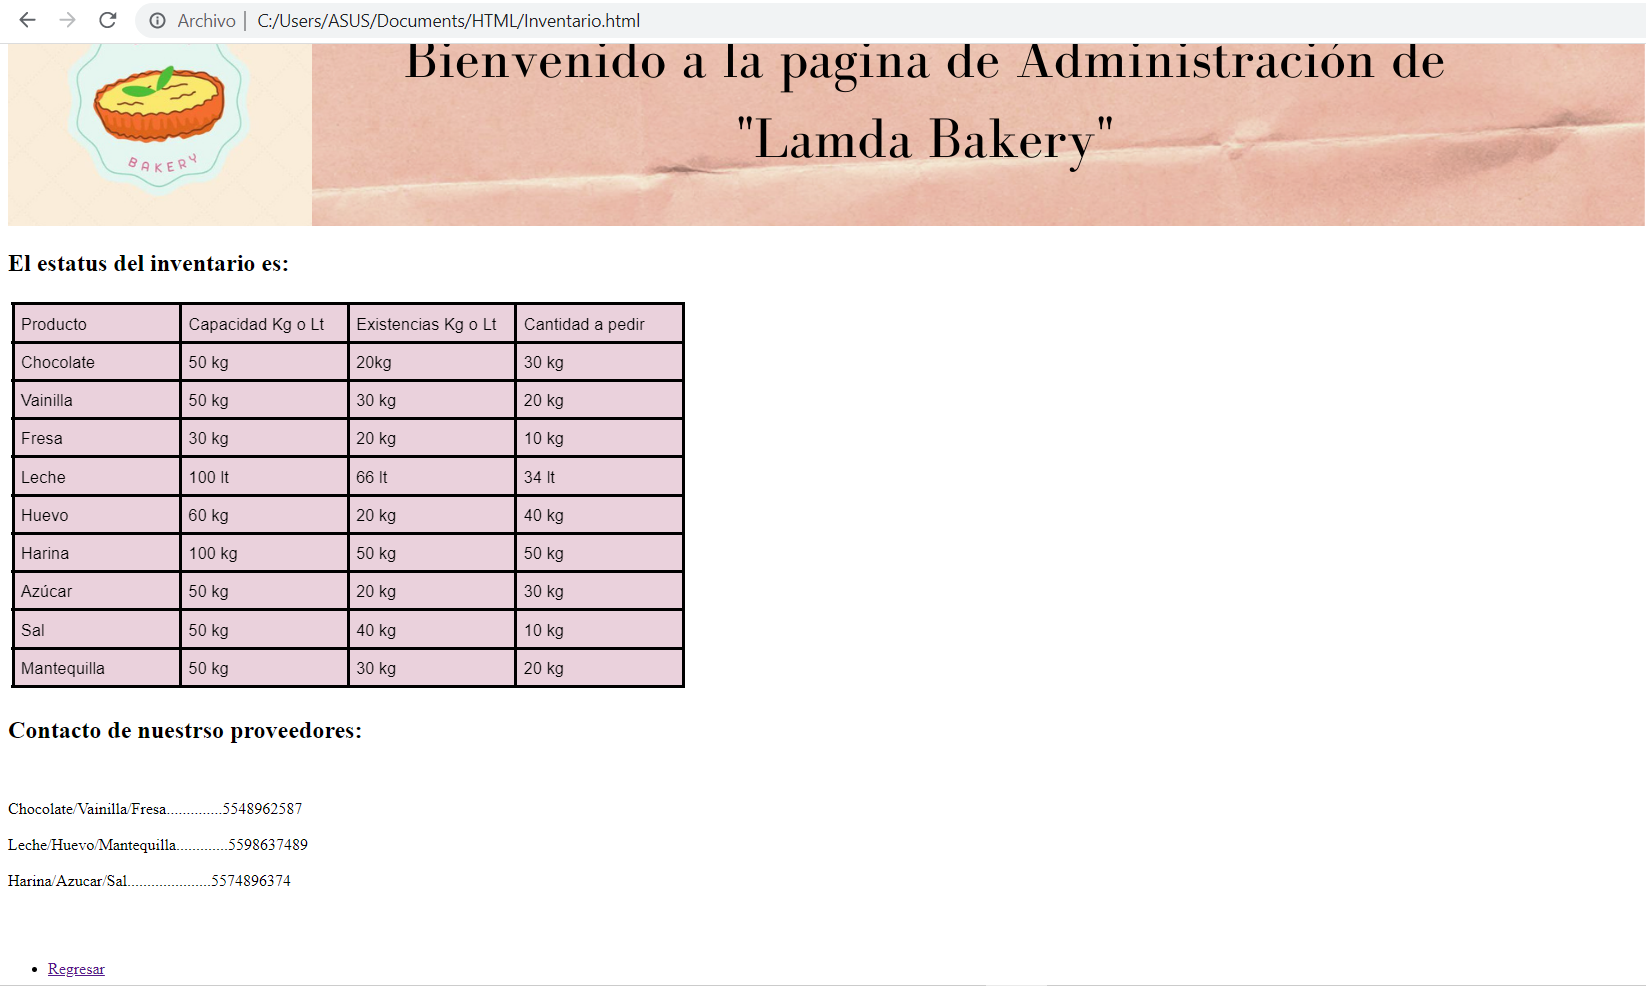 Archivo | C:/Users/ASUS/Documents/HTML/Inventario.html
Bienvenido a la pagina de Administración de
"Lamda Bakery"
BAKERY
El estatus del inventario es:
Producto Capacidad Kg o Lt Existencias Kg o Lt Cantidad a pedir
Chocolate 50 kg 20kg 30 kg
Vainilla 50 kg 30 kg 20 kg
Fresa 30 kg 20 kg 10 kg
Leche 100 lt 66 lt 34 lt
Huevo 60 kg 20 kg 40 kg
Harina 100 kg 50 kg 50 kg
Azúcar 50 kg 20 kg 30 kg
Sal 50 kg 40 kg 10 kg
Mantequilla 50 kg 30 kg 20 kg
Contacto de nuestrso proveedores:
Chocolate/Vainilla/Fresa..............5548962587
Leche/Huevo/Mantequilla.............5598637489
Harina/Azucar/Sal.....................5574896374
Regresar